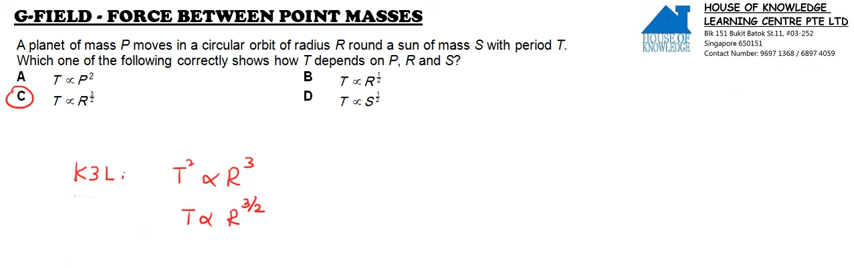 G-FIELD - FORCE BETWEEN POINT MASSES
HOUSE OF KNOWLEDGE
LEARNING CENTRE PTE LTD
Blk 151 Bukit Batok St.11, #03-252
Singapore 650151
Contact Number: 9697 1368 / 6897 4059
HOUSE OF
KNOWLEDGE
A planet of mass P moves in a circular orbit of radius R round a sun of mass S with period T.
Which one of the following correctly shows how T depends on P, R and S?
A T ∝ P²
B T ∝ R^½
C T ∝ R^(3/2)
D T ∝ S^½
K3L: T² ∝ R³
T ∝ R^3/2